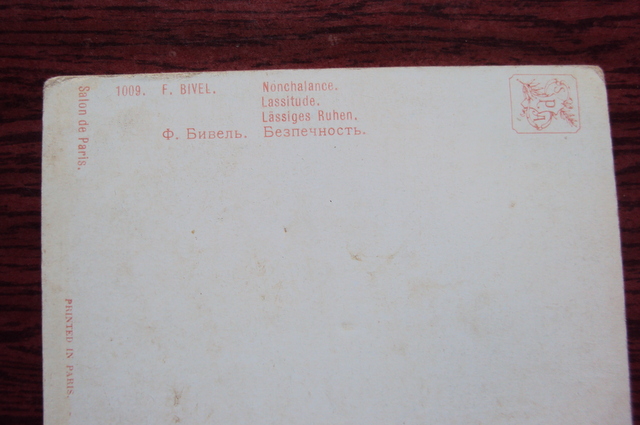 1009. F. BIVEL. Nonchalance.
Lassitude.
Lässiges Ruhen.
Ф. Бивель. Безпечность.
Salon de Paris.
PRINTED IN PARIS.